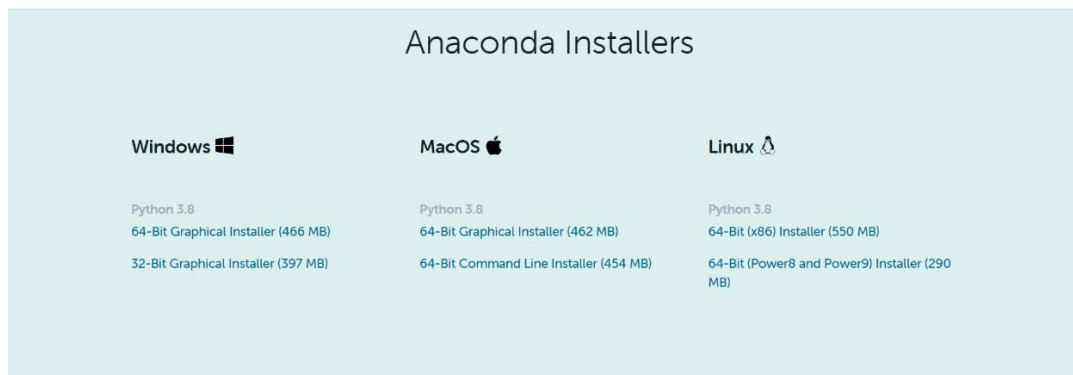 Anaconda Installers
Windows
Python 3.8
64-Bit Graphical Installer (466 MB)
32-Bit Graphical Installer (397 MB)
MacOS
Python 3.8
64-Bit Graphical Installer (462 MB)
64-Bit Command Line Installer (454 MB)
Linux
Python 3.8
64-Bit (x86) Installer (550 MB)
64-Bit (Power8 and Power9) Installer (290
MB)